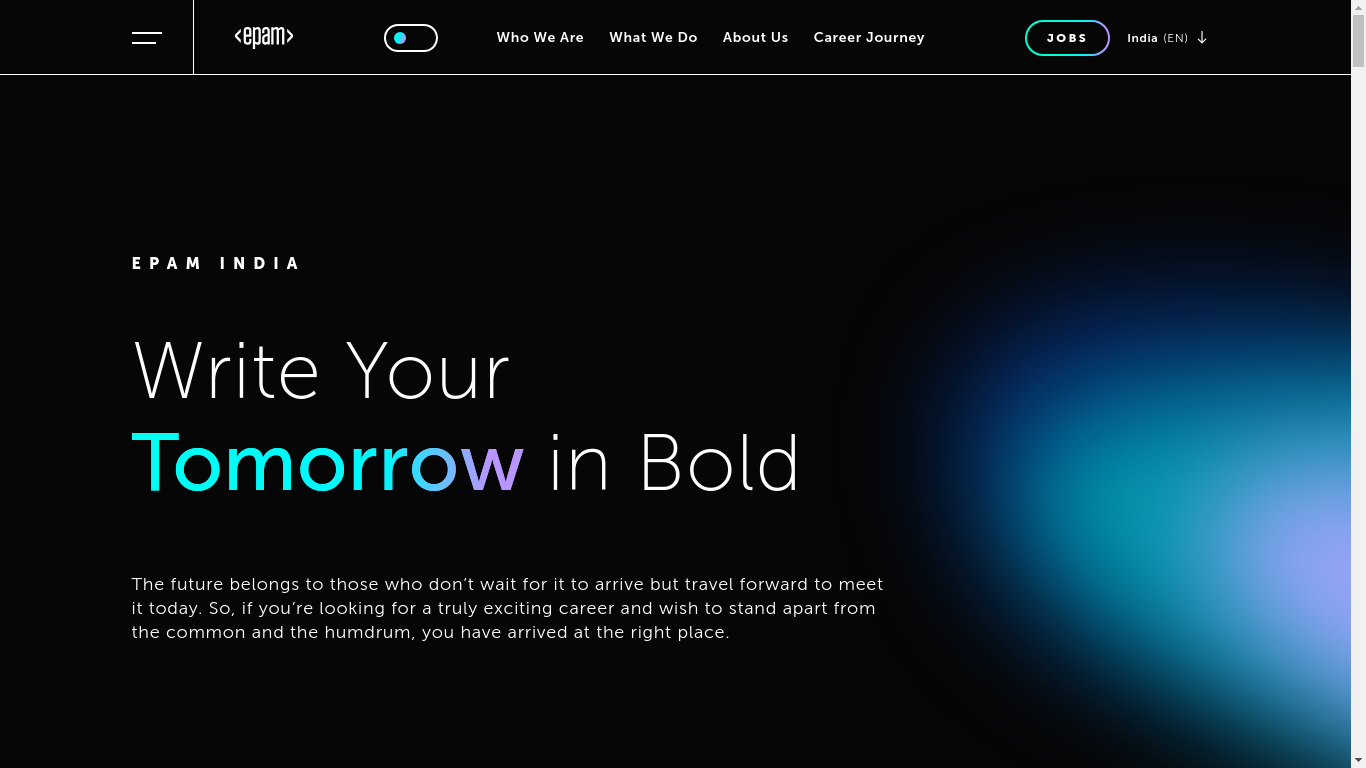 <epam>
Who We Are
What We Do
About Us
Career Journey
JOBS
India (EN)
EPAM INDIA
Write Your
Tomorrow in Bold
The future belongs to those who don’t wait for it to arrive but travel forward to meet
it today. So, if you’re looking for a truly exciting career and wish to stand apart from
the common and the humdrum, you have arrived at the right place.